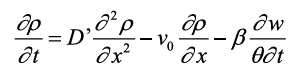 ∂ρ/∂t = D’ ∂²ρ/∂x² − v₀ ∂ρ/∂x − β ∂w/θ∂t